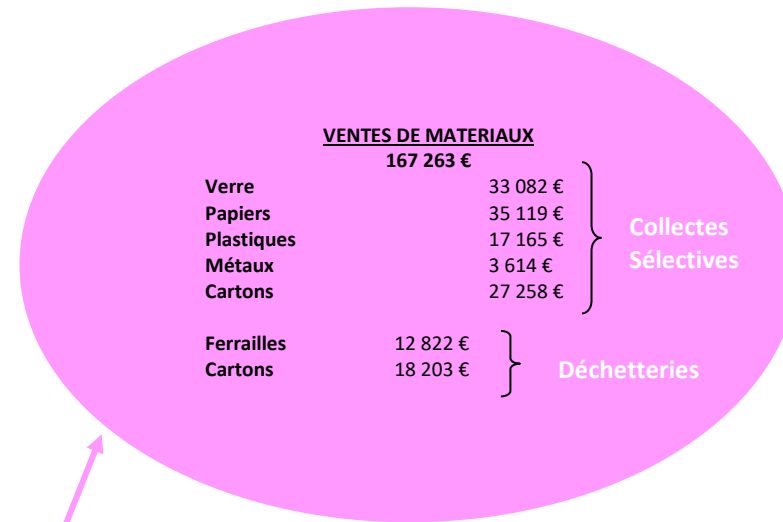 VENTES DE MATERIAUX
167 263 €
Verre 33 082 €
Papiers 35 119 €
Plastiques 17 165 €
Métaux 3 614 €
Cartons 27 258 €
Collectes
Sélectives
Ferrailles 12 822 €
Cartons 18 203 €
Déchetteries